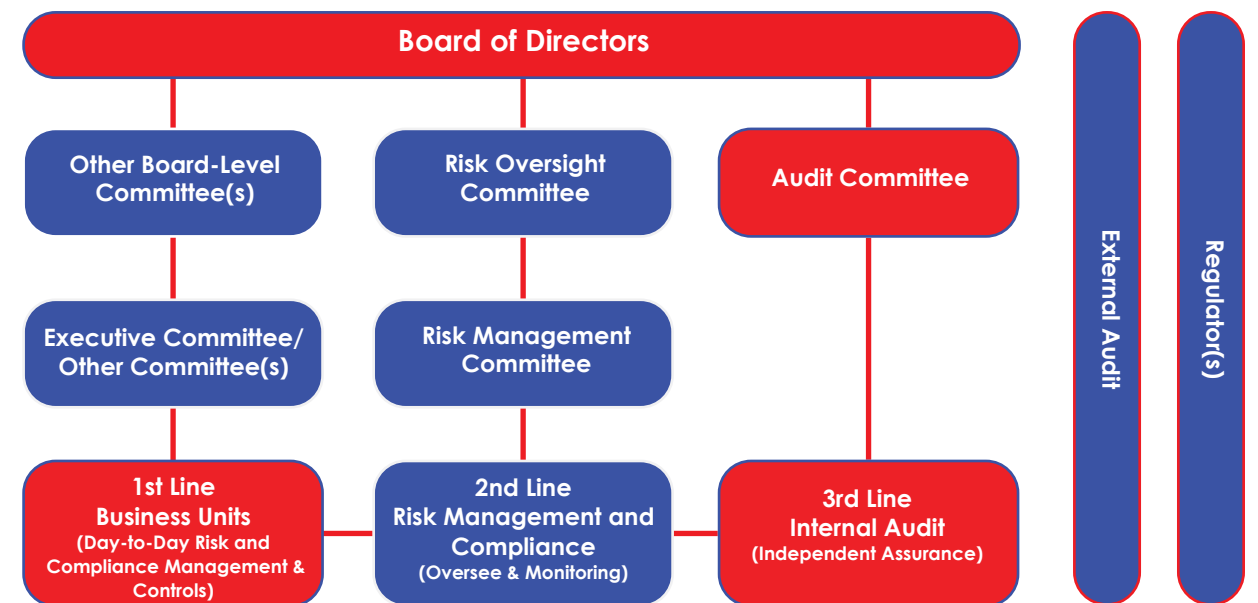 Board of Directors
Other Board-Level
Committee(s)
Risk Oversight
Committee
Audit Committee
Executive Committee/
Other Committee(s)
Risk Management
Committee
1st Line
Business Units
(Day-to-Day Risk and
Compliance Management &
Controls)
2nd Line
Risk Management and
Compliance
(Oversee & Monitoring)
3rd Line
Internal Audit
(Independent Assurance)
External Audit
Regulator(s)